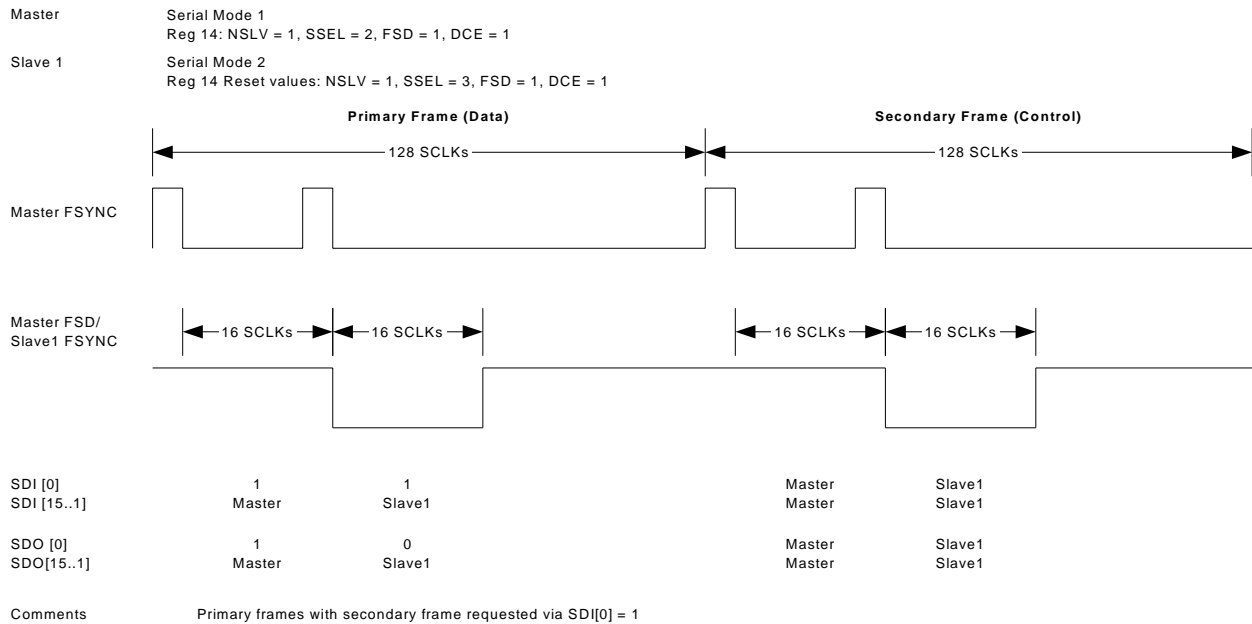 Master Serial Mode 1
Reg 14: NSLV = 1, SSEL = 2, FSD = 1, DCE = 1
Slave 1 Serial Mode 2
Reg 14 Reset values: NSLV = 1, SSEL = 3, FSD = 1, DCE = 1
Primary Frame (Data) Secondary Frame (Control)
128 SCLKs 128 SCLKs
Master FSYNC
Master FSD/
Slave1 FSYNC
16 SCLKs 16 SCLKs 16 SCLKs 16 SCLKs
SDI [0] 1 1 Master Slave1
SDI [15..1] Master Slave1 Master Slave1
SDO [0] 1 0 Master Slave1
SDO[15..1] Master Slave1 Master Slave1
Comments Primary frames with secondary frame requested via SDI[0] = 1